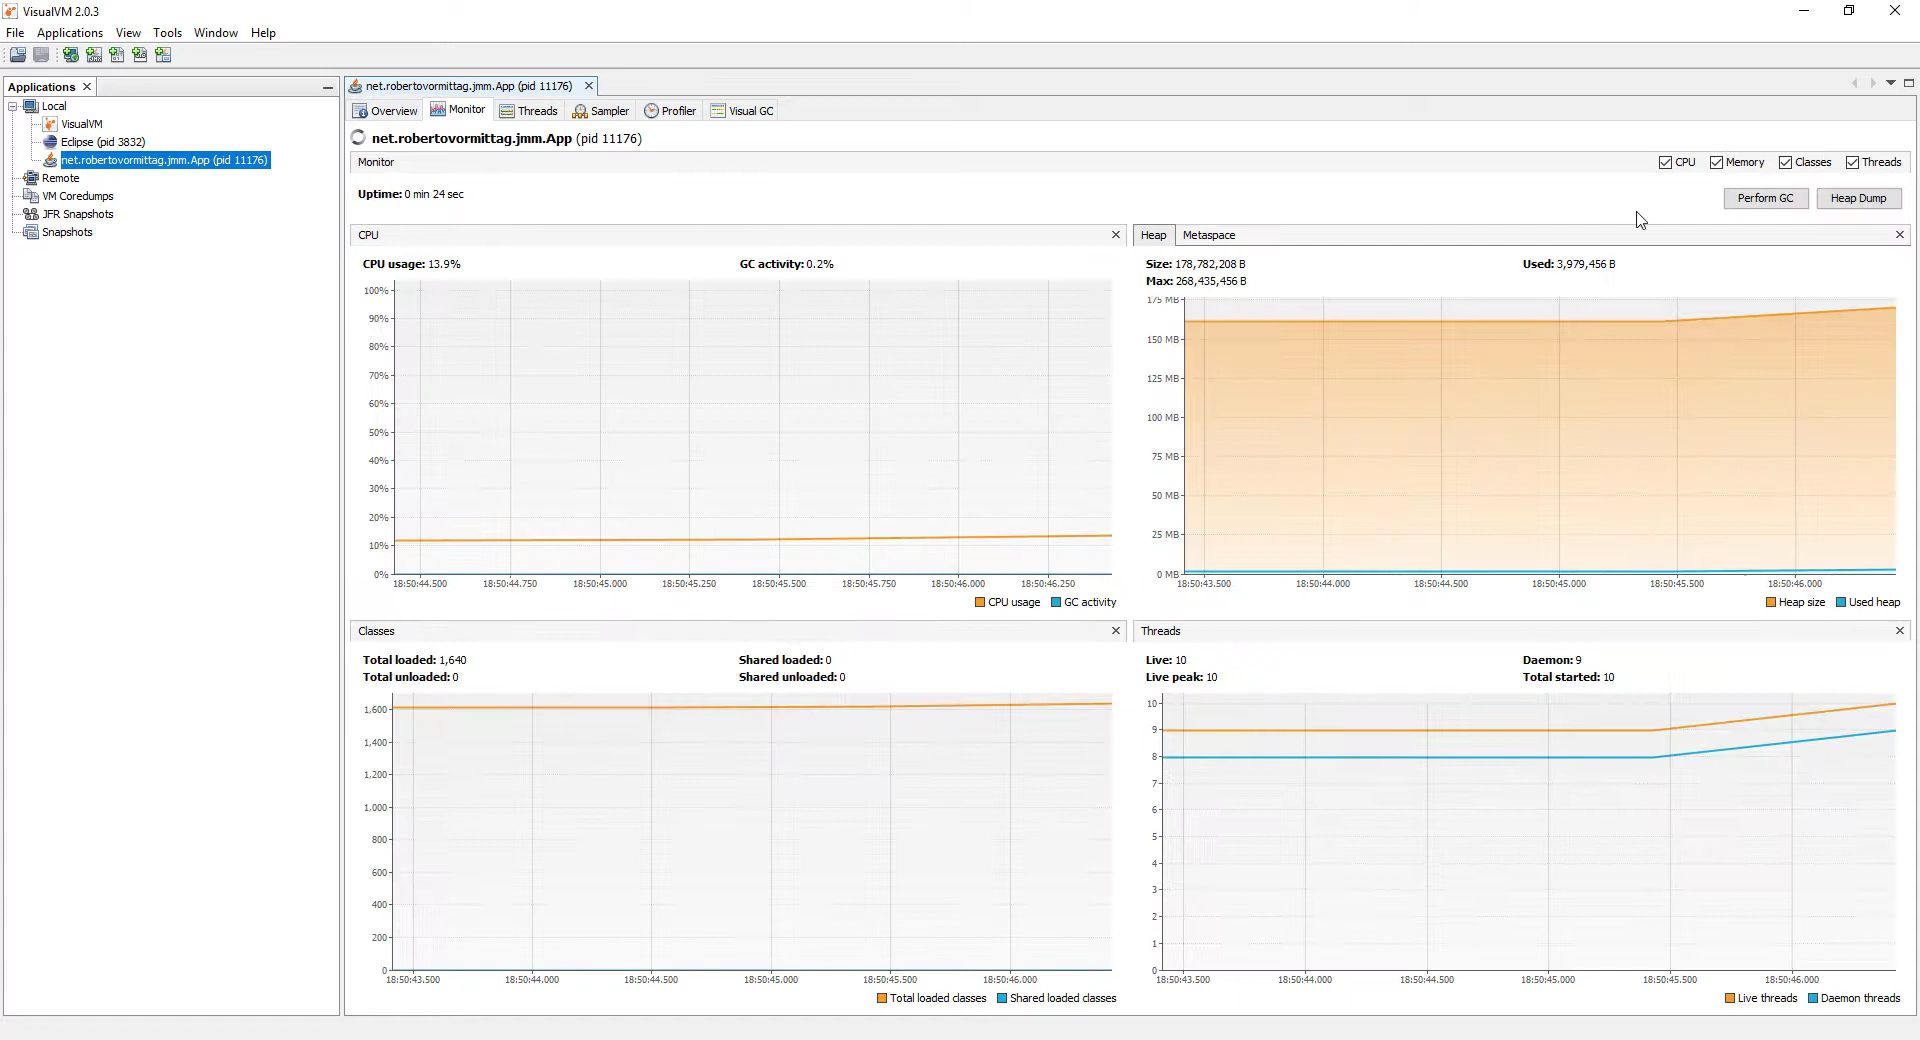 VisualVM 2.0.3
File Applications View Tools Window Help
Applications
Local
VisualVM
Eclipse (pid 3832)
net.robertovormittag.jmm.App (pid 11176)
Remote
VM Coredumps
JFR Snapshots
Snapshots
net.robertovormittag.jmm.App (pid 11176)
Overview Monitor Threads Sampler Profiler Visual GC
net.robertovormittag.jmm.App (pid 11176)
Monitor CPU Memory Classes Threads
Uptime: 0 min 24 sec
Perform GC Heap Dump
CPU
CPU usage: 13.9% GC activity: 0.2%
100%
90%
80%
70%
60%
50%
40%
30%
20%
10%
0%
18:50:44.500 18:50:44.750 18:50:45.000 18:50:45.250 18:50:45.500 18:50:45.750 18:50:46.000 18:50:46.250
CPU usage GC activity
Heap Metaspace
Size: 178,782,208 B Used: 3,979,456 B
Max: 268,435,456 B
175 MB
150 MB
125 MB
100 MB
75 MB
50 MB
25 MB
0 MB
18:50:43.500 18:50:44.000 18:50:44.500 18:50:45.000 18:50:45.500 18:50:46.000
Heap size Used heap
Classes
Total loaded: 1,640 Shared loaded: 0
Total unloaded: 0 Shared unloaded: 0
1,600
1,400
1,200
1,000
800
600
400
200
0
18:50:43.500 18:50:44.000 18:50:44.500 18:50:45.000 18:50:45.500 18:50:46.000
Total loaded classes Shared loaded classes
Threads
Live: 10 Daemon: 9
Live peak: 10 Total started: 10
10
9
8
7
6
5
4
3
2
1
0
18:50:43.500 18:50:44.000 18:50:44.500 18:50:45.000 18:50:45.500 18:50:46.000
Live threads Daemon threads